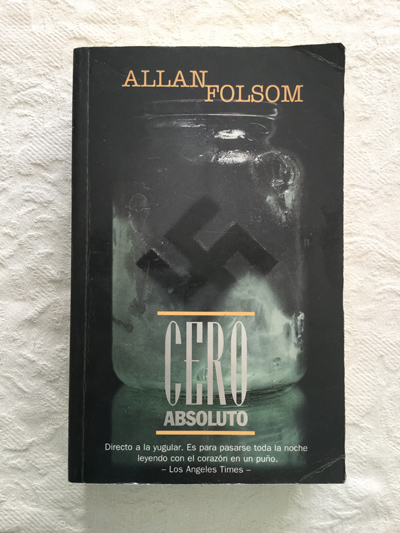 ALLAN
FOLSOM
CERO
ABSOLUTO
Directo a la yugular. Es para pasarse toda la noche
leyendo con el corazón en un puño.
– Los Angeles Times –